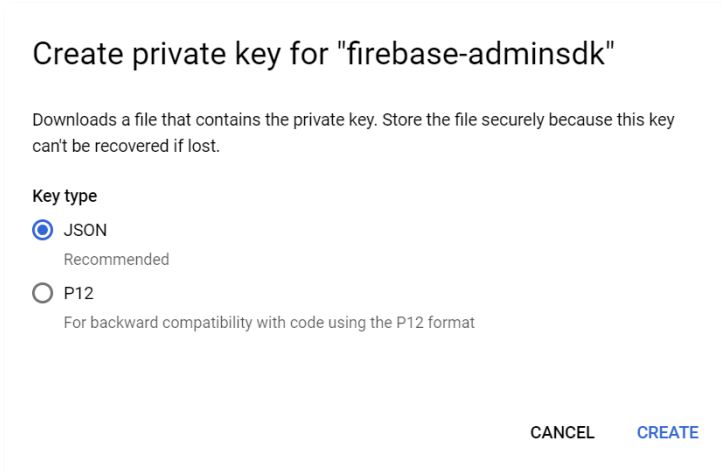 Create private key for "firebase-adminsdk"
Downloads a file that contains the private key. Store the file securely because this key
can't be recovered if lost.
Key type
JSON
Recommended
P12
For backward compatibility with code using the P12 format
CANCEL CREATE